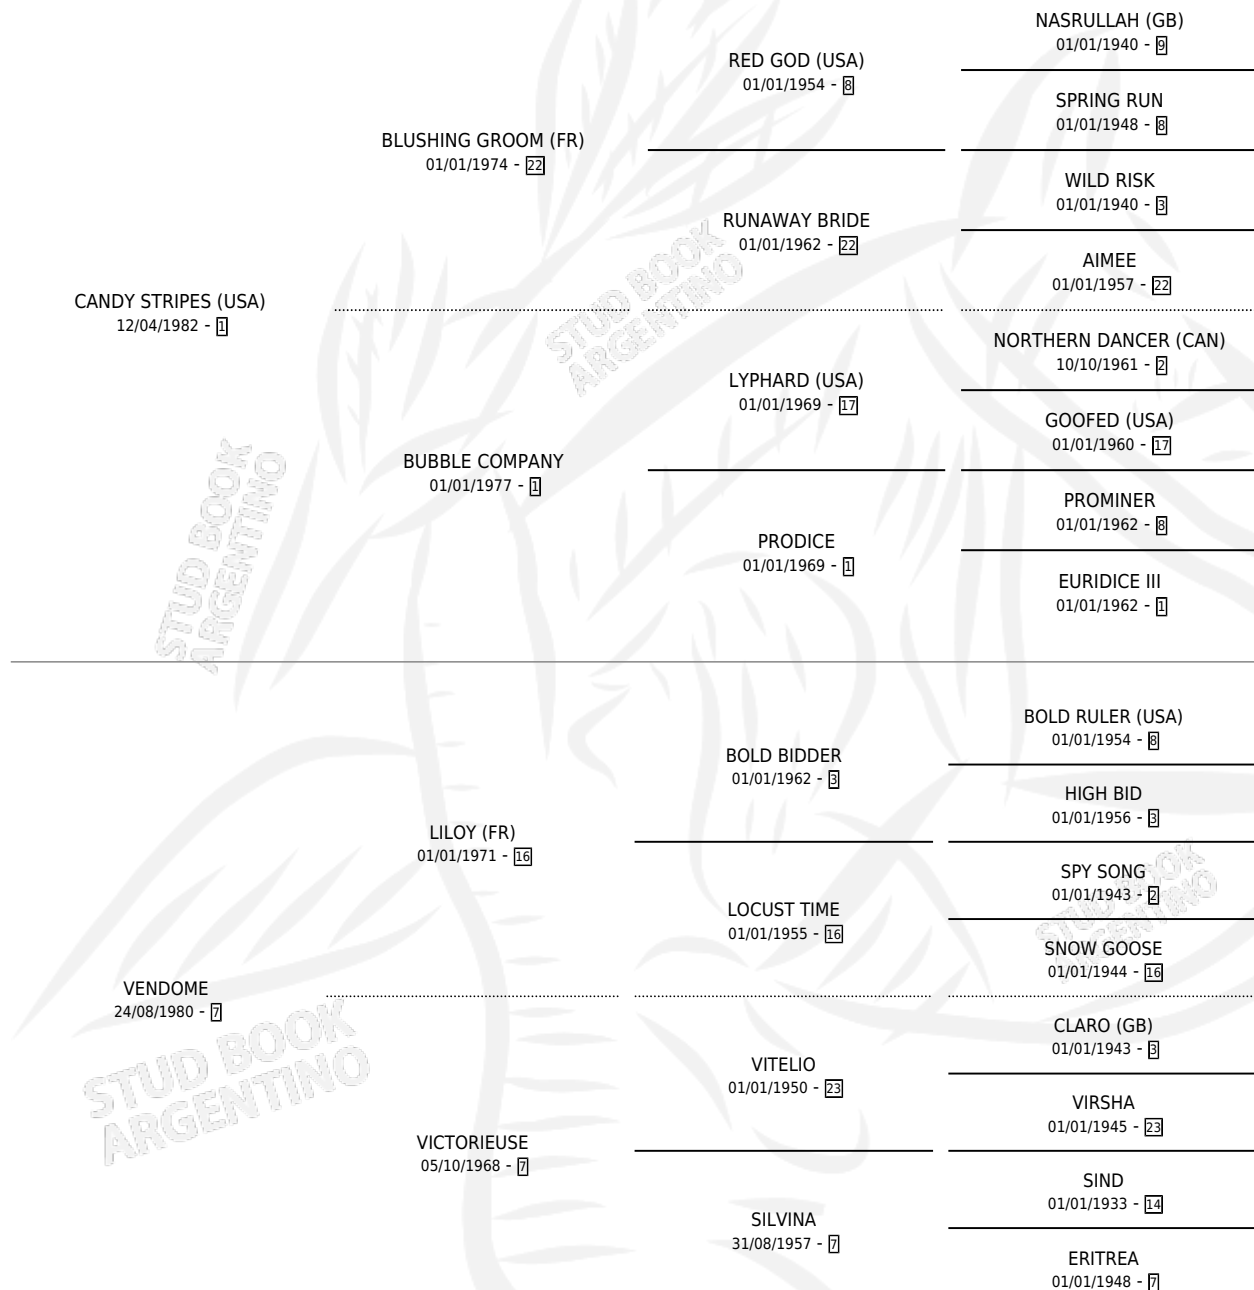 NASRULLAH (GB)
01/01/1940 - 9
RED GOD (USA)
01/01/1954 - 8
SPRING RUN
01/01/1948 - 8
BLUSHING GROOM (FR)
01/01/1974 - 22
WILD RISK
01/01/1940 - 3
RUNAWAY BRIDE
01/01/1962 - 22
AIMEE
01/01/1957 - 22
CANDY STRIPES (USA)
12/04/1982 - 1
NORTHERN DANCER (CAN)
10/10/1961 - 2
LYPHARD (USA)
01/01/1969 - 17
GOOFED (USA)
01/01/1960 - 17
BUBBLE COMPANY
01/01/1977 - 1
PROMINER
01/01/1962 - 8
PRODICE
01/01/1969 - 1
EURIDICE III
01/01/1962 - 1
BOLD RULER (USA)
01/01/1954 - 8
BOLD BIDDER
01/01/1962 - 3
HIGH BID
01/01/1956 - 3
LILOY (FR)
01/01/1971 - 16
SPY SONG
01/01/1943 - 2
LOCUST TIME
01/01/1955 - 16
SNOW GOOSE
01/01/1944 - 16
VENDOME
24/08/1980 - 7
CLARO (GB)
01/01/1943 - 3
VITELIO
01/01/1950 - 23
VIRSHA
01/01/1945 - 23
VICTORIEUSE
05/10/1968 - 7
SIND
01/01/1933 - 14
SILVINA
31/08/1957 - 7
ERITREA
01/01/1948 - 7
STUD BOOK
ARGENTINO
STUD BOOK
ARGENTINO
STUD BOOK
ARGENTINO
STUD BOOK
ARGENTINO